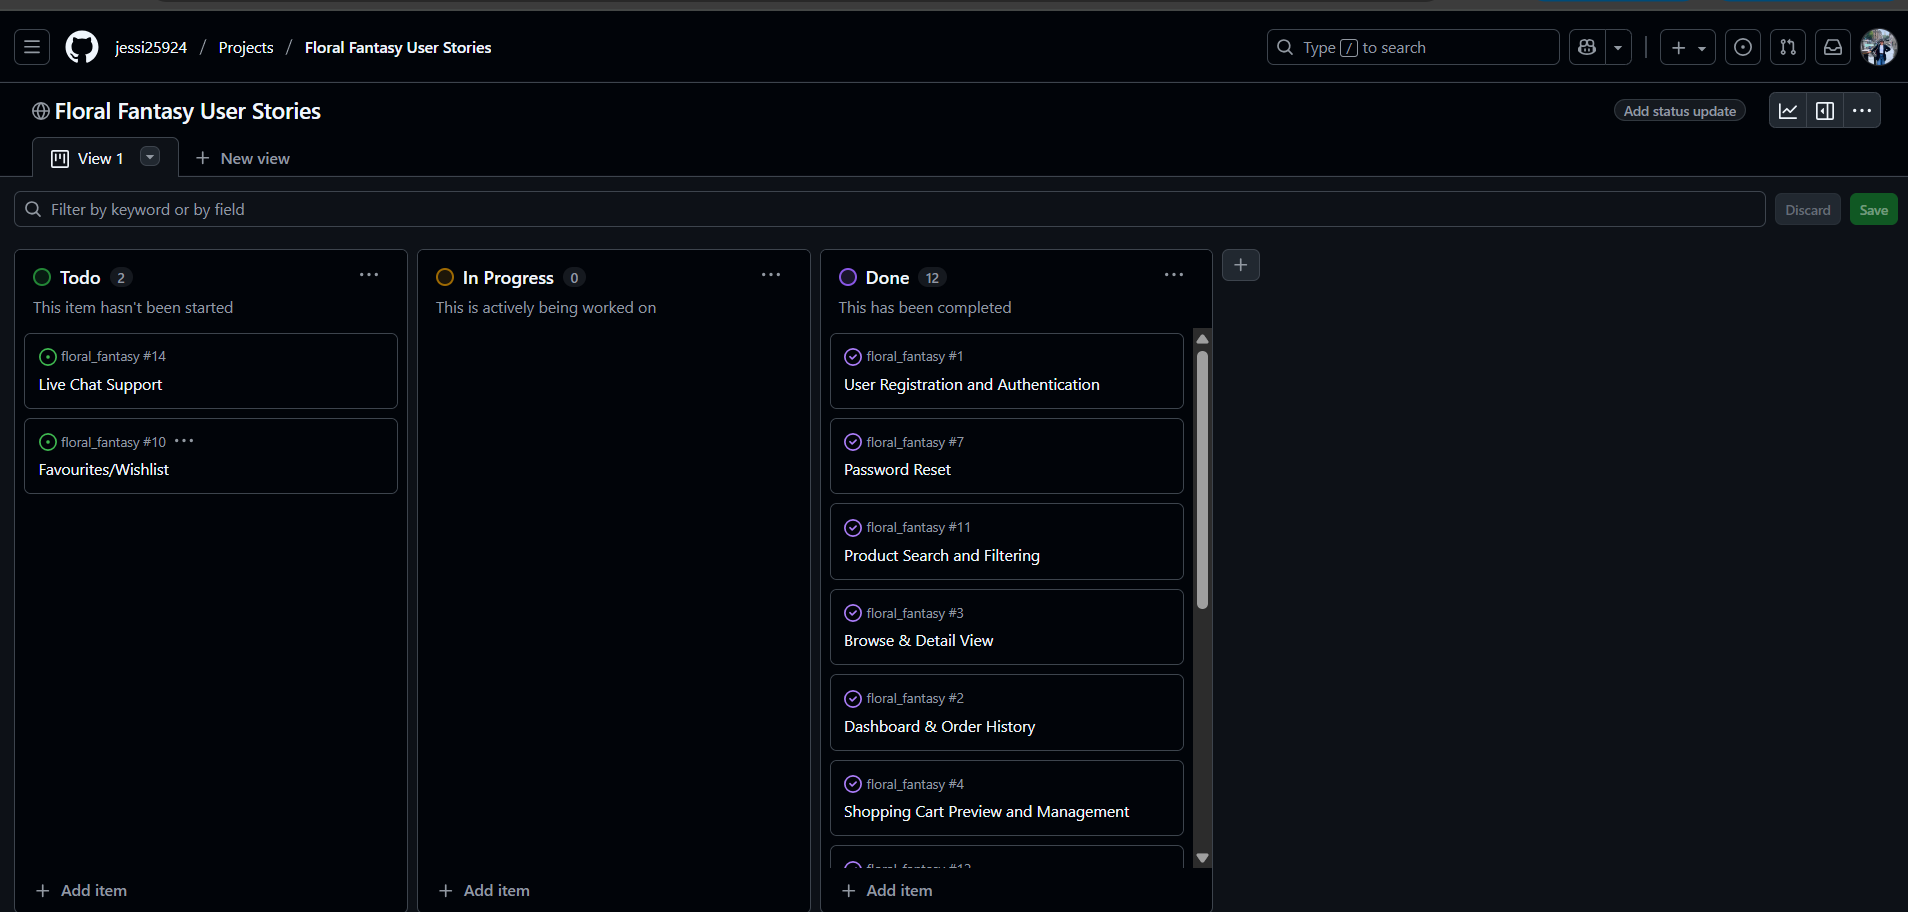 jessi25924 / Projects / Floral Fantasy User Stories
Type / to search
Floral Fantasy User Stories
Add status update
View 1
New view
Filter by keyword or by field
Discard
Save
Todo 2
This item hasn't been started
floral_fantasy #14
Live Chat Support
floral_fantasy #10
Favourites/Wishlist
Add item
In Progress 0
This is actively being worked on
Add item
Done 12
This has been completed
floral_fantasy #1
User Registration and Authentication
floral_fantasy #7
Password Reset
floral_fantasy #11
Product Search and Filtering
floral_fantasy #3
Browse & Detail View
floral_fantasy #2
Dashboard & Order History
floral_fantasy #4
Shopping Cart Preview and Management
floral_fantasy
Add item